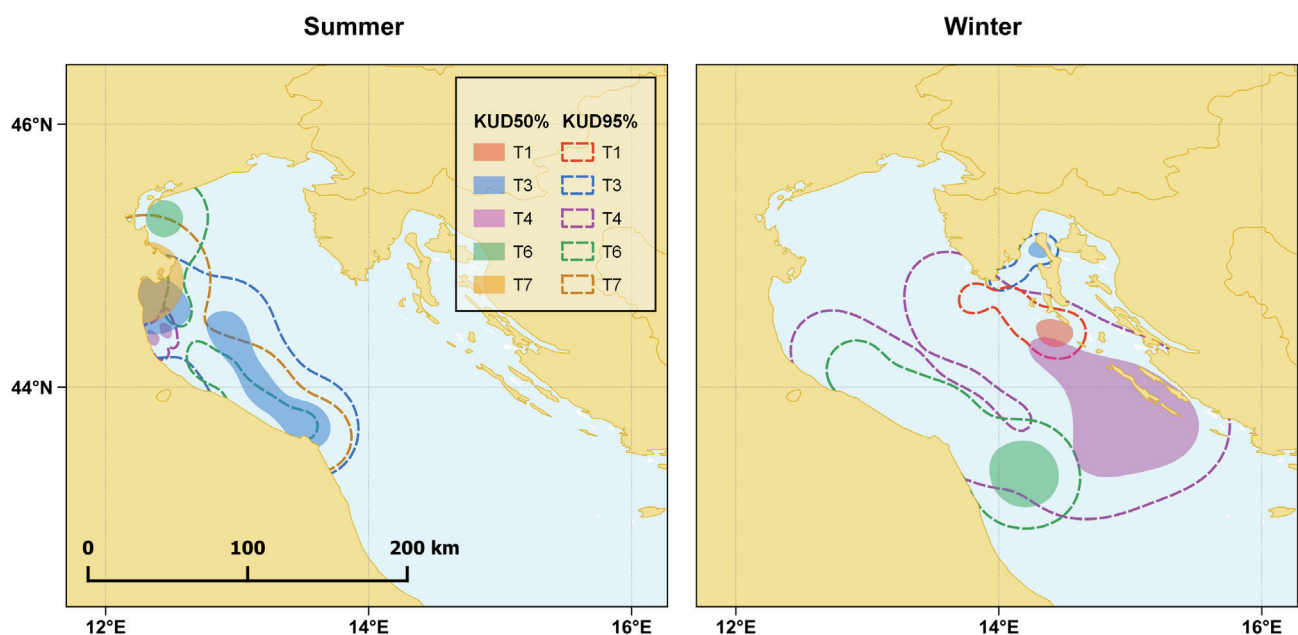 Summer Winter
46°N
44°N
KUD50% KUD95%
T1 T1
T3 T3
T4 T4
T6 T6
T7 T7
0 100 200 km
12°E 14°E 16°E 12°E 14°E 16°E